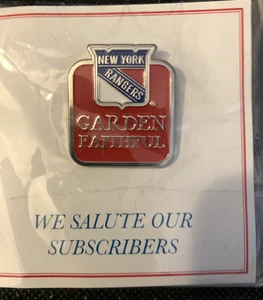 NEW YORK
RANGERS
GARDEN
FAITHFUL
WE SALUTE OUR
SUBSCRIBERS